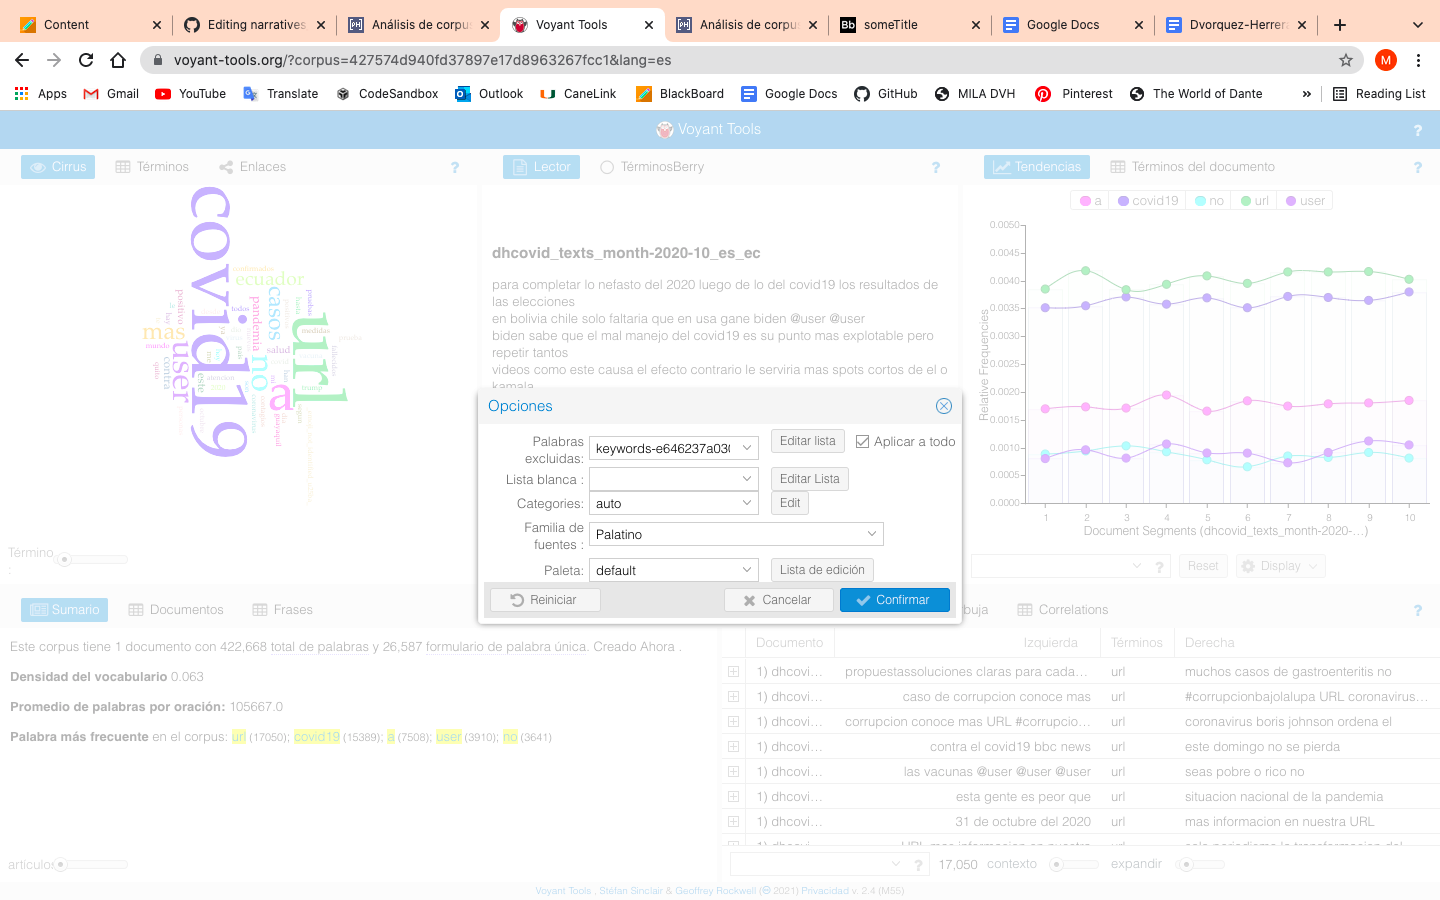 Content
Editing narratives
Análisis de corpu
Voyant Tools
Análisis de corpu
Bb someTitle
Google Docs
Dvorquez-Herrera
voyant-tools.org/?corpus=427574d940fd37897e17d8963267fcc1&lang=es
M
Apps
Gmail
YouTube
Translate
CodeSandbox
Outlook
CaneLink
BlackBoard
Google Docs
GitHub
MILA DVH
Pinterest
The World of Dante
»
Reading List
Voyant Tools
?
Cirrus
Términos
Enlaces
?
Lector
TérminosBerry
?
Tendencias
Términos del documento
?
covid19
url
a
no
user
mas
casos
ecuador
pandemia
salud
contra
este
positivo
mundo
todos
pruebas
medidas
guayaquil
trump
dhcovid_texts_month-2020-10_es_ec
para completar lo nefasto del 2020 luego de lo del covid19 los resultados de
las elecciones
en bolivia chile solo faltaria que en usa gane biden @user @user
biden sabe que el mal manejo del covid19 es su punto mas explotable pero
repetir tantos
videos como este causa el efecto contrario le serviria mas spots cortos de el o
kamala
a covid19 no url user
0.0050
0.0045
0.0040
0.0035
0.0030
0.0025
0.0020
0.0015
0.0010
0.0005
0.0000
Relative Frequencies
1 2 3 4 5 6 7 8 9 10
Document Segments (dhcovid_texts_month-2020-…)
Término
:
?
Reset
Display
Opciones
Palabras
excluidas:
keywords-e646237a030
Editar lista
Aplicar a todo
Lista blanca :
Editar Lista
Categories:
auto
Edit
Familia de
fuentes :
Palatino
Paleta:
default
Lista de edición
Reiniciar
Cancelar
Confirmar
Sumario
Documentos
Frases
buja
Correlations
?
Este corpus tiene 1 documento con 422,668 total de palabras y 26,587 formulario de palabra única. Creado Ahora .
Densidad del vocabulario 0.063
Promedio de palabras por oración: 105667.0
Palabra más frecuente en el corpus: url (17050); covid19 (15389); a (7508); user (3910); no (3641)
articulos
Documento Izquierda Términos Derecha
1) dhcovi… propuestassoluciones claras para cada… url muchos casos de gastroenteritis no
1) dhcovi… caso de corrupcion conoce mas url #corrupcionbajolalupa URL coronavirus…
1) dhcovi… corrupcion conoce mas URL #corrupcio… url coronavirus boris johnson ordena el
1) dhcovi… contra el covid19 bbc news url este domingo no se pierda
1) dhcovi… las vacunas @user @user @user url seas pobre o rico no
1) dhcovi… esta gente es peor que url situacion nacional de la pandemia
1) dhcovi… 31 de octubre del 2020 url mas informacion en nuestra URL
?
17,050 contexto
expandir
Voyant Tools , Stéfan Sinclair & Geoffrey Rockwell (© 2021) Privacidad v. 2.4 (M55)